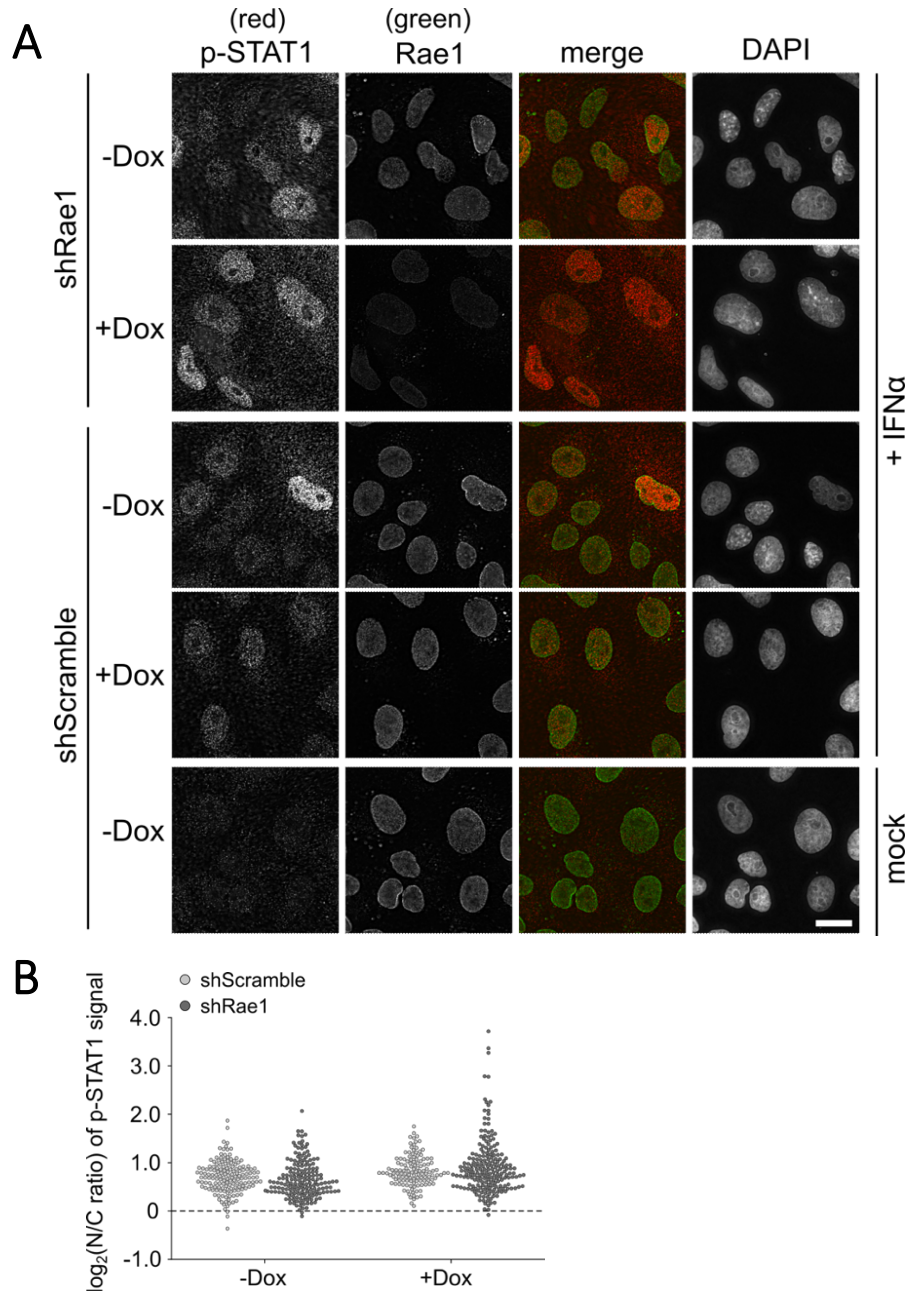 A
(red)
p-STAT1
(green)
Rae1
merge
DAPI
shRae1
-Dox
+Dox
shScramble
-Dox
+Dox
-Dox
+ IFNα
mock
B
shScramble
shRae1
log₂(N/C ratio) of p-STAT1 signal
4.0
3.0
2.0
1.0
0
-1.0
-Dox
+Dox